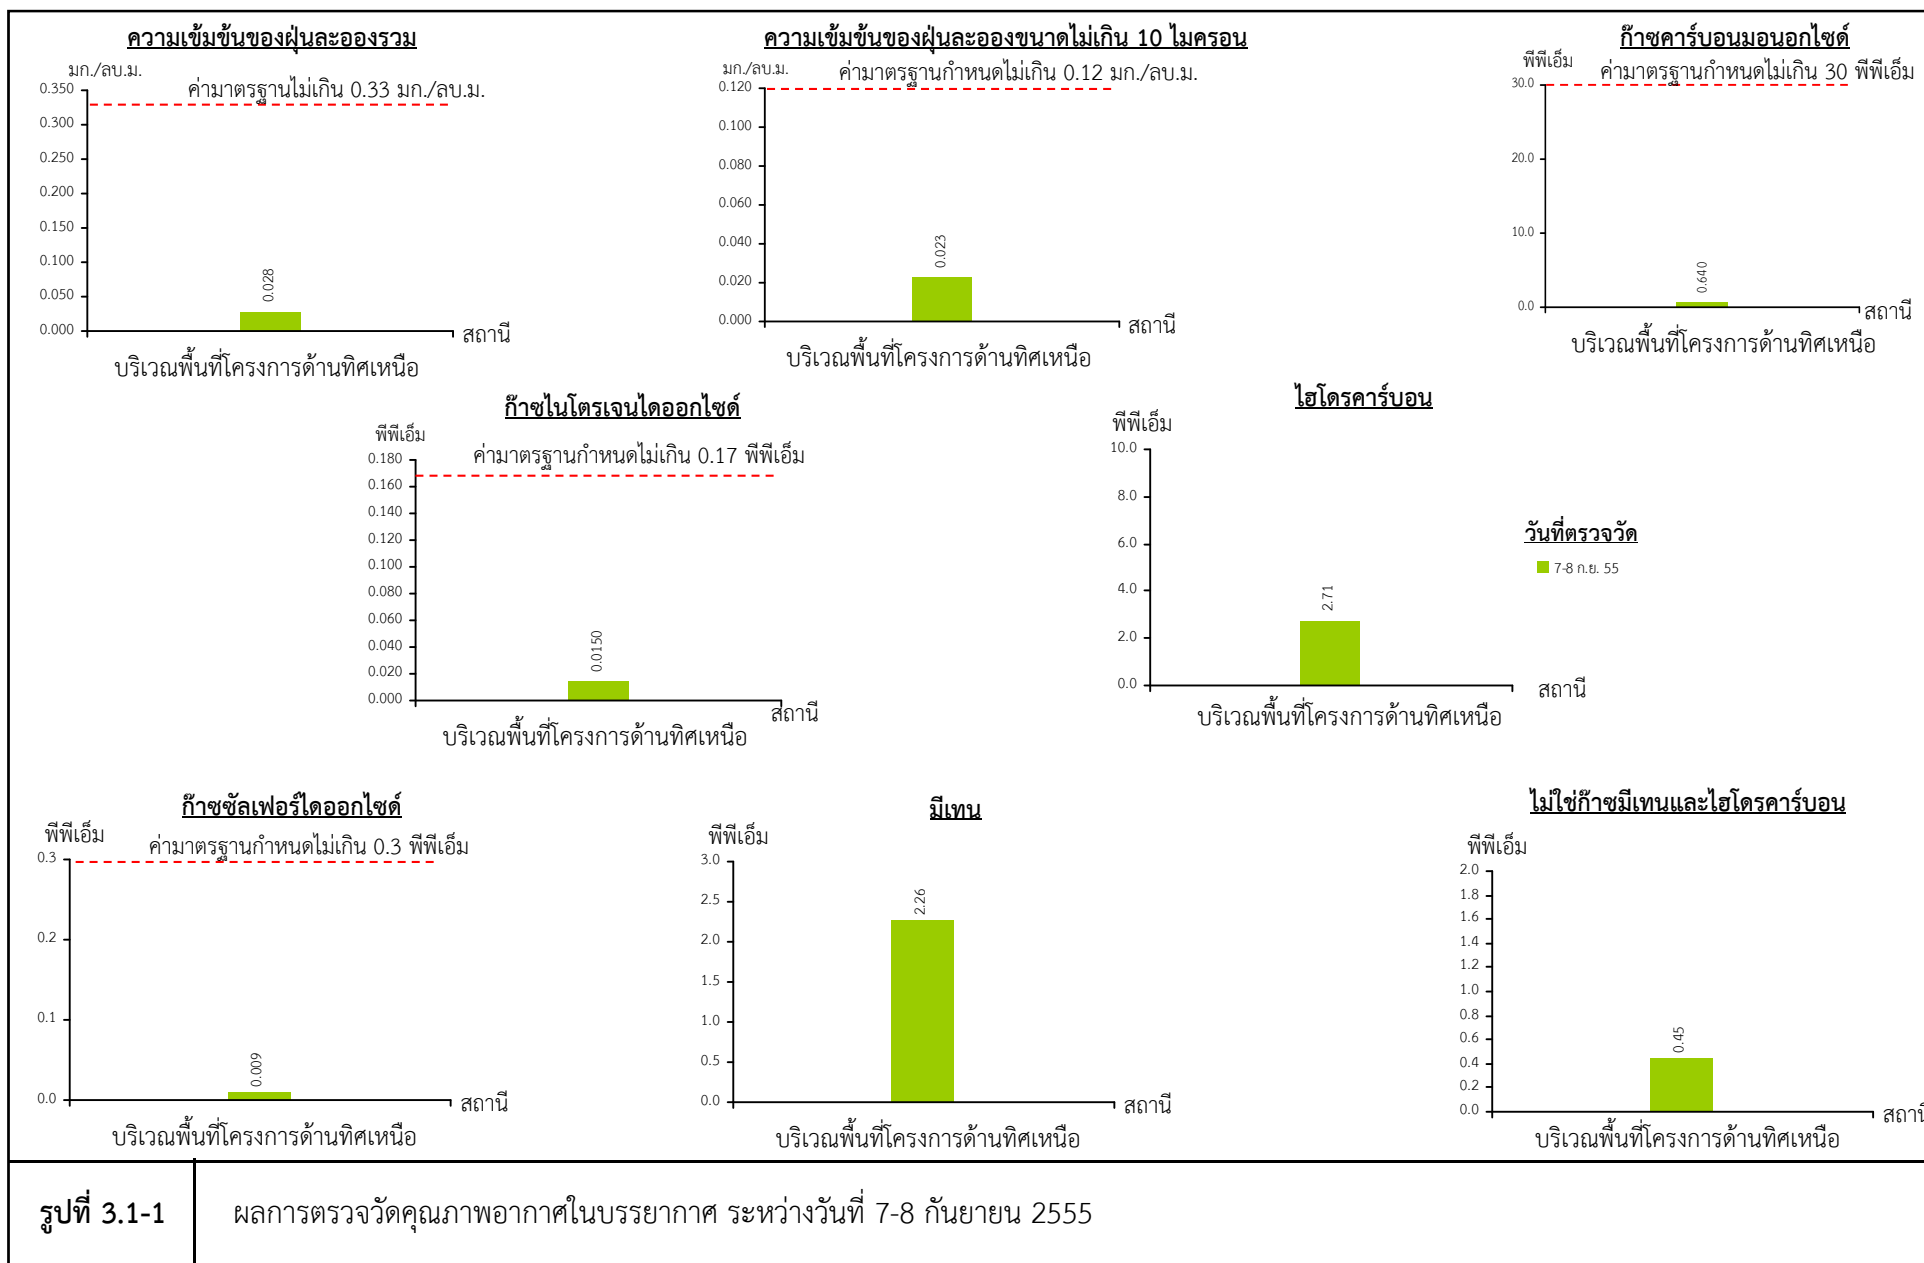 ความเข้มข้นของฝุ่นละอองรวม
มก./ลบ.ม.
ค่ามาตรฐานไม่เกิน 0.33 มก./ลบ.ม.
0.350
0.300
0.250
0.200
0.150
0.100
0.050
0.000
0.028
สถานี
บริเวณพื้นที่โครงการด้านทิศเหนือ
ความเข้มข้นของฝุ่นละอองขนาดไม่เกิน 10 ไมครอน
มก./ลบ.ม.
ค่ามาตรฐานกำหนดไม่เกิน 0.12 มก./ลบ.ม.
0.120
0.100
0.080
0.060
0.040
0.020
0.000
0.023
สถานี
บริเวณพื้นที่โครงการด้านทิศเหนือ
ก๊าซคาร์บอนมอนอกไซด์
พีพีเอ็ม
ค่ามาตรฐานกำหนดไม่เกิน 30 พีพีเอ็ม
30.0
20.0
10.0
0.0
0.640
สถานี
บริเวณพื้นที่โครงการด้านทิศเหนือ
ก๊าซไนโตรเจนไดออกไซด์
พีพีเอ็ม
ค่ามาตรฐานกำหนดไม่เกิน 0.17 พีพีเอ็ม
0.180
0.160
0.140
0.120
0.100
0.080
0.060
0.040
0.020
0.000
0.0150
สถานี
บริเวณพื้นที่โครงการด้านทิศเหนือ
ไฮโดรคาร์บอน
พีพีเอ็ม
10.0
8.0
6.0
4.0
2.0
0.0
2.71
สถานี
บริเวณพื้นที่โครงการด้านทิศเหนือ
วันที่ตรวจวัด
7-8 ก.ย. 55
ก๊าซซัลเฟอร์ไดออกไซด์
พีพีเอ็ม
ค่ามาตรฐานกำหนดไม่เกิน 0.3 พีพีเอ็ม
0.3
0.2
0.1
0.0
0.009
สถานี
บริเวณพื้นที่โครงการด้านทิศเหนือ
มีเทน
พีพีเอ็ม
3.0
2.5
2.0
1.5
1.0
0.5
0.0
2.26
สถานี
บริเวณพื้นที่โครงการด้านทิศเหนือ
ไม่ใช่ก๊าซมีเทนและไฮโดรคาร์บอน
พีพีเอ็ม
2.0
1.8
1.6
1.4
1.2
1.0
0.8
0.6
0.4
0.2
0.0
0.45
สถานี
บริเวณพื้นที่โครงการด้านทิศเหนือ
รูปที่ 3.1-1
ผลการตรวจวัดคุณภาพอากาศในบรรยากาศ ระหว่างวันที่ 7-8 กันยายน 2555